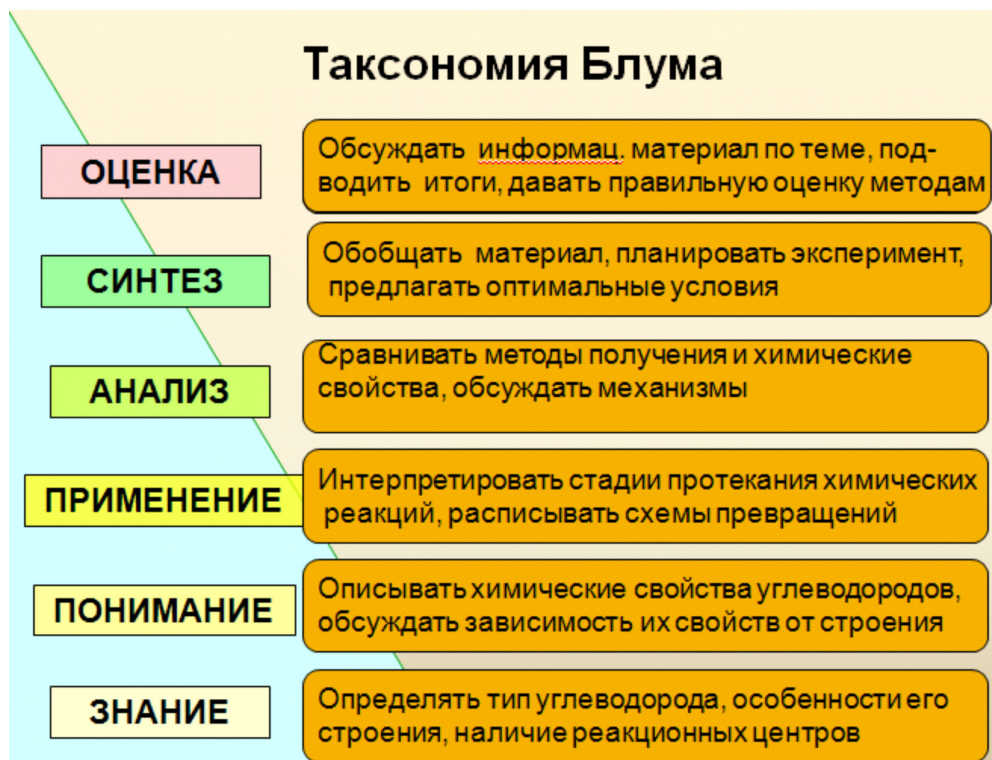 Таксономия Блума
ОЦЕНКА
Обсуждать информац. материал по теме, под-
водить итоги, давать правильную оценку методам
СИНТЕЗ
Обобщать материал, планировать эксперимент,
предлагать оптимальные условия
АНАЛИЗ
Сравнивать методы получения и химические
свойства, обсуждать механизмы
ПРИМЕНЕНИЕ
Интерпретировать стадии протекания химических
реакций, расписывать схемы превращений
ПОНИМАНИЕ
Описывать химические свойства углеводородов,
обсуждать зависимость их свойств от строения
ЗНАНИЕ
Определять тип углеводорода, особенности его
строения, наличие реакционных центров